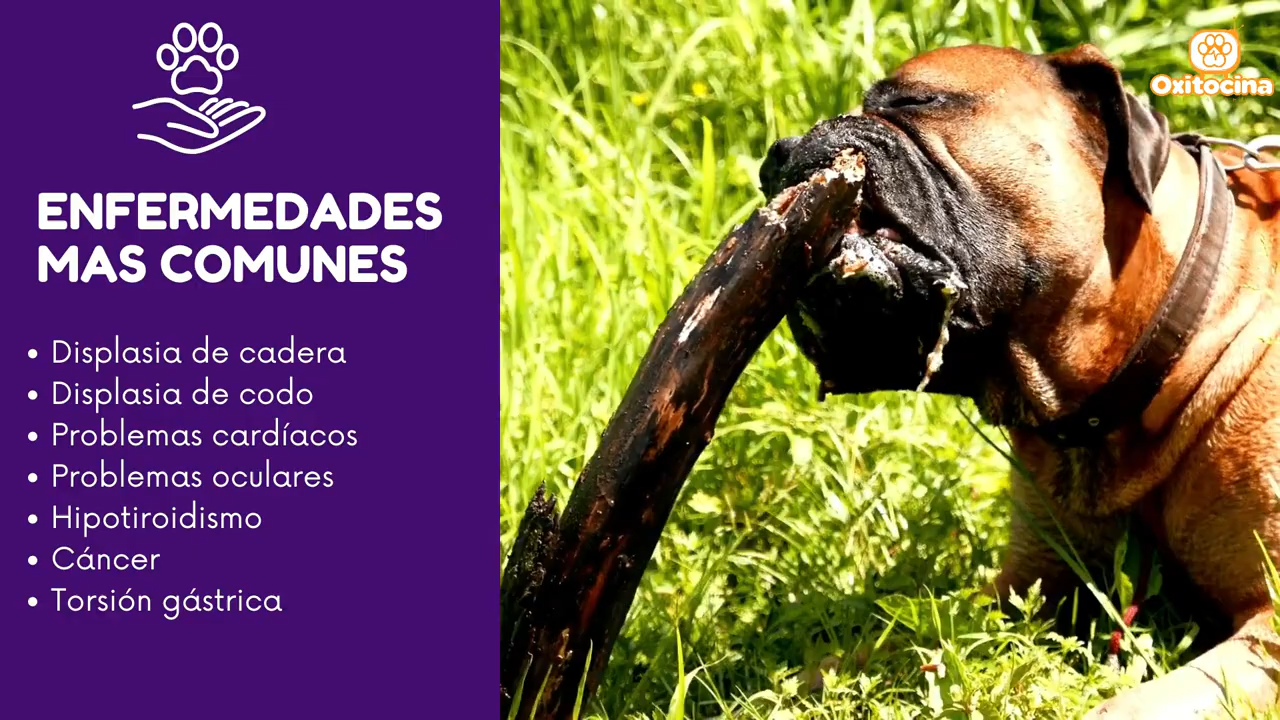 Oxitocina
ENFERMEDADES
MAS COMUNES
• Displasia de cadera
• Displasia de codo
• Problemas cardíacos
• Problemas oculares
• Hipotiroidismo
• Cáncer
• Torsión gástrica